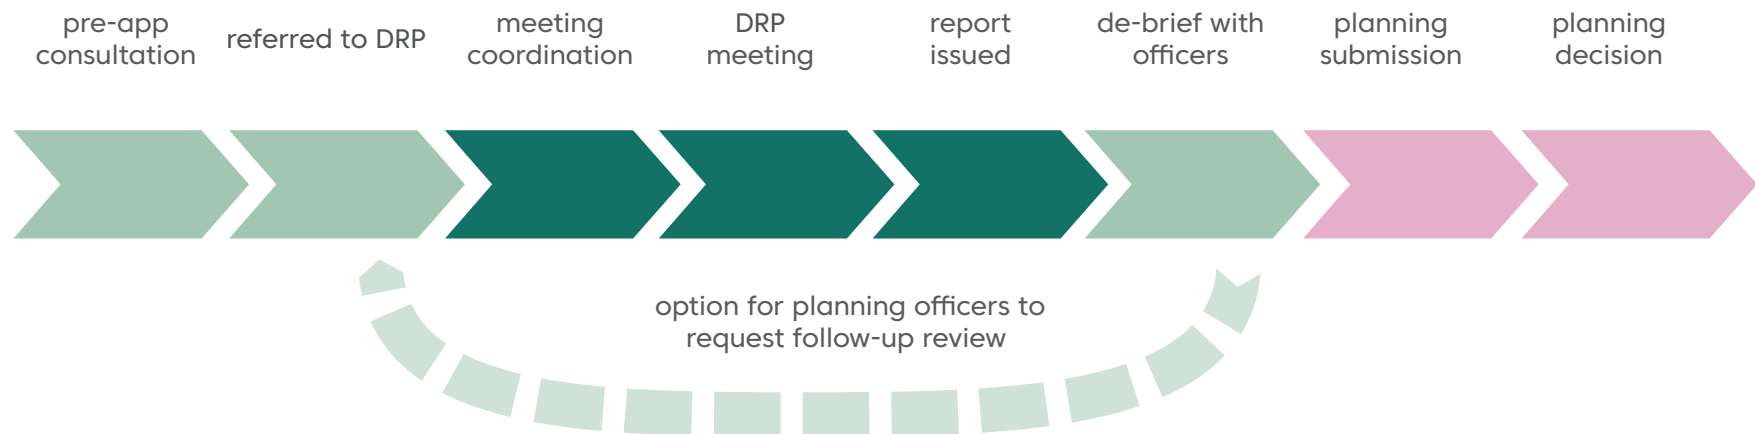 pre-app
consultation
referred to DRP
meeting
coordination
DRP
meeting
report
issued
de-brief with
officers
planning
submission
planning
decision
option for planning officers to
request follow-up review